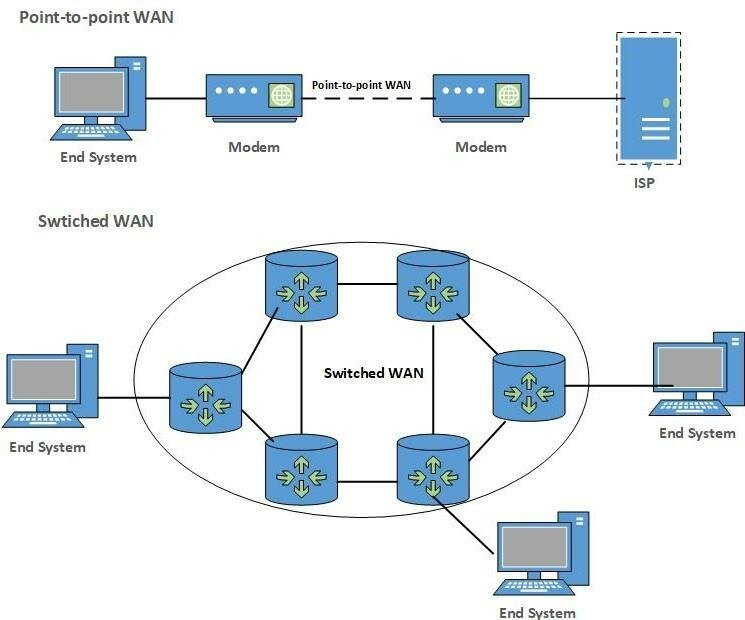 Point-to-point WAN
Point-to-point WAN
End System
Modem
Modem
ISP
Swtiched WAN
Switched WAN
End System
End System
End System